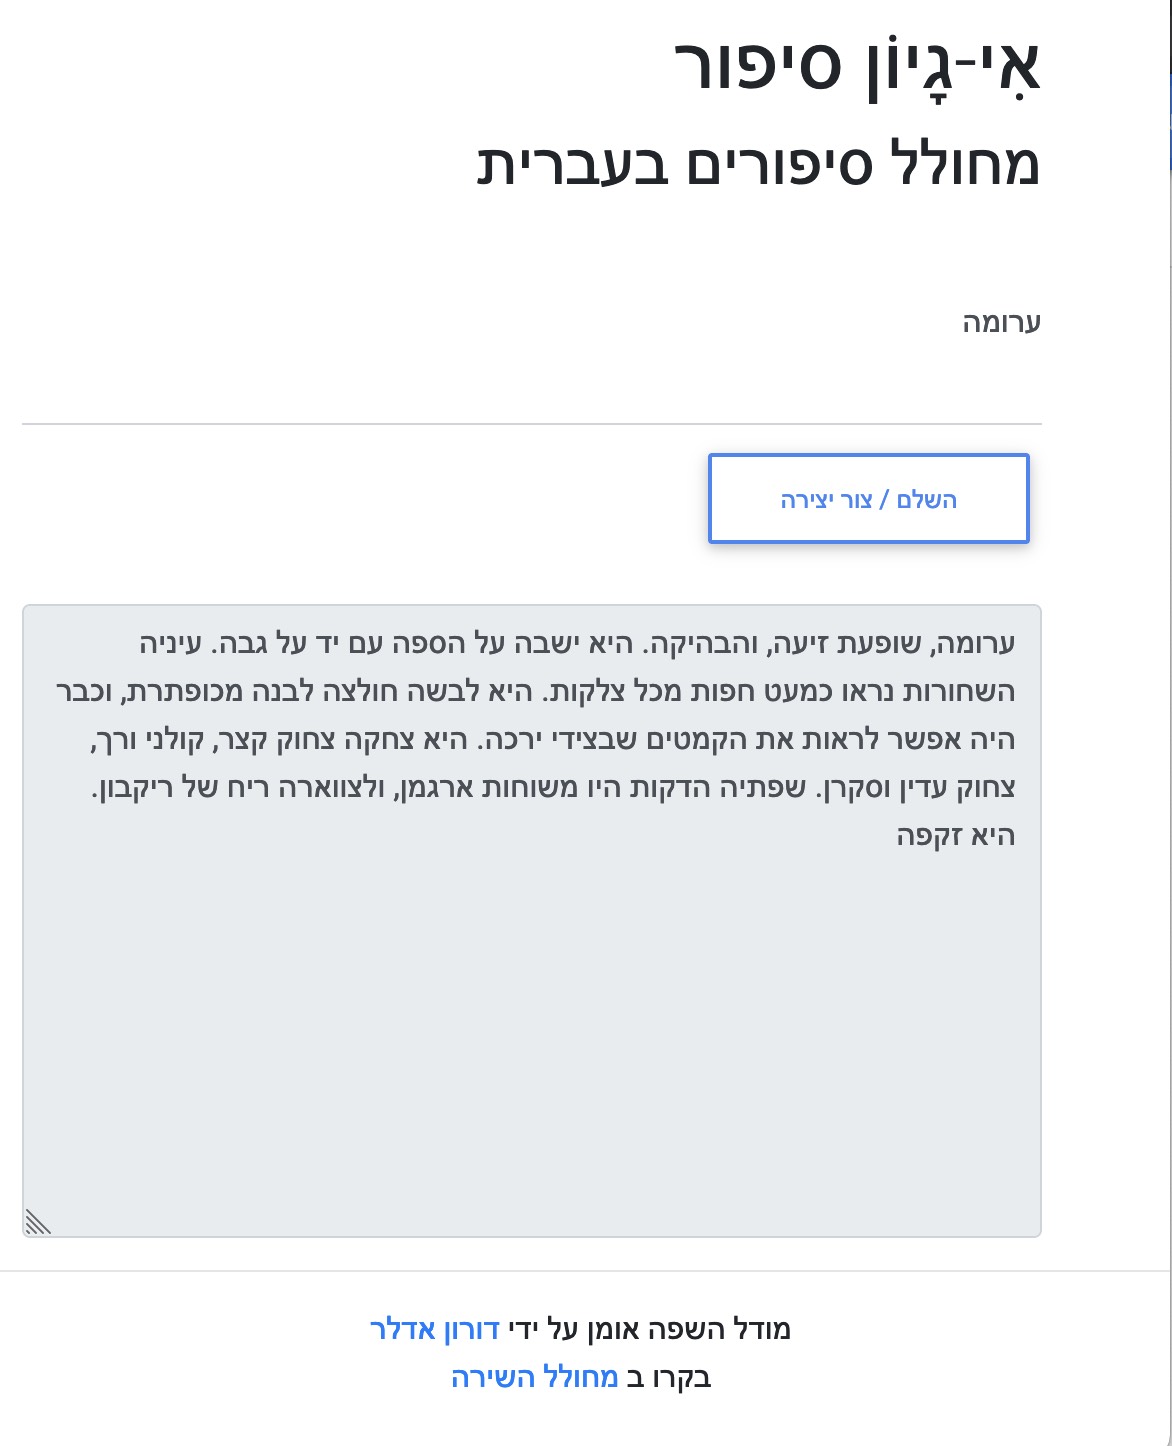 אִי-גָיוֹן סיפור
מחולל סיפורים בעברית
ערומה
השלם / צור יצירה
ערומה, שופעת זיעה, והבהיקה. היא ישבה על הספה עם יד על גבה. עיניה
השחורות נראו כמעט חפות מכל צלקות. היא לבשה חולצה לבנה מכופתרת, וכבר
היה אפשר לראות את הקמטים שבצידי ירכה. היא צחקה צחוק קצר, קולני ורך,
צחוק עדין וסקרן. שפתיה הדקות היו משוחות ארגמן, ולצווארה ריח של ריקבון.
היא זקפה
מודל השפה אומן על ידי דורון אדלר
בקרו ב מחולל השירה